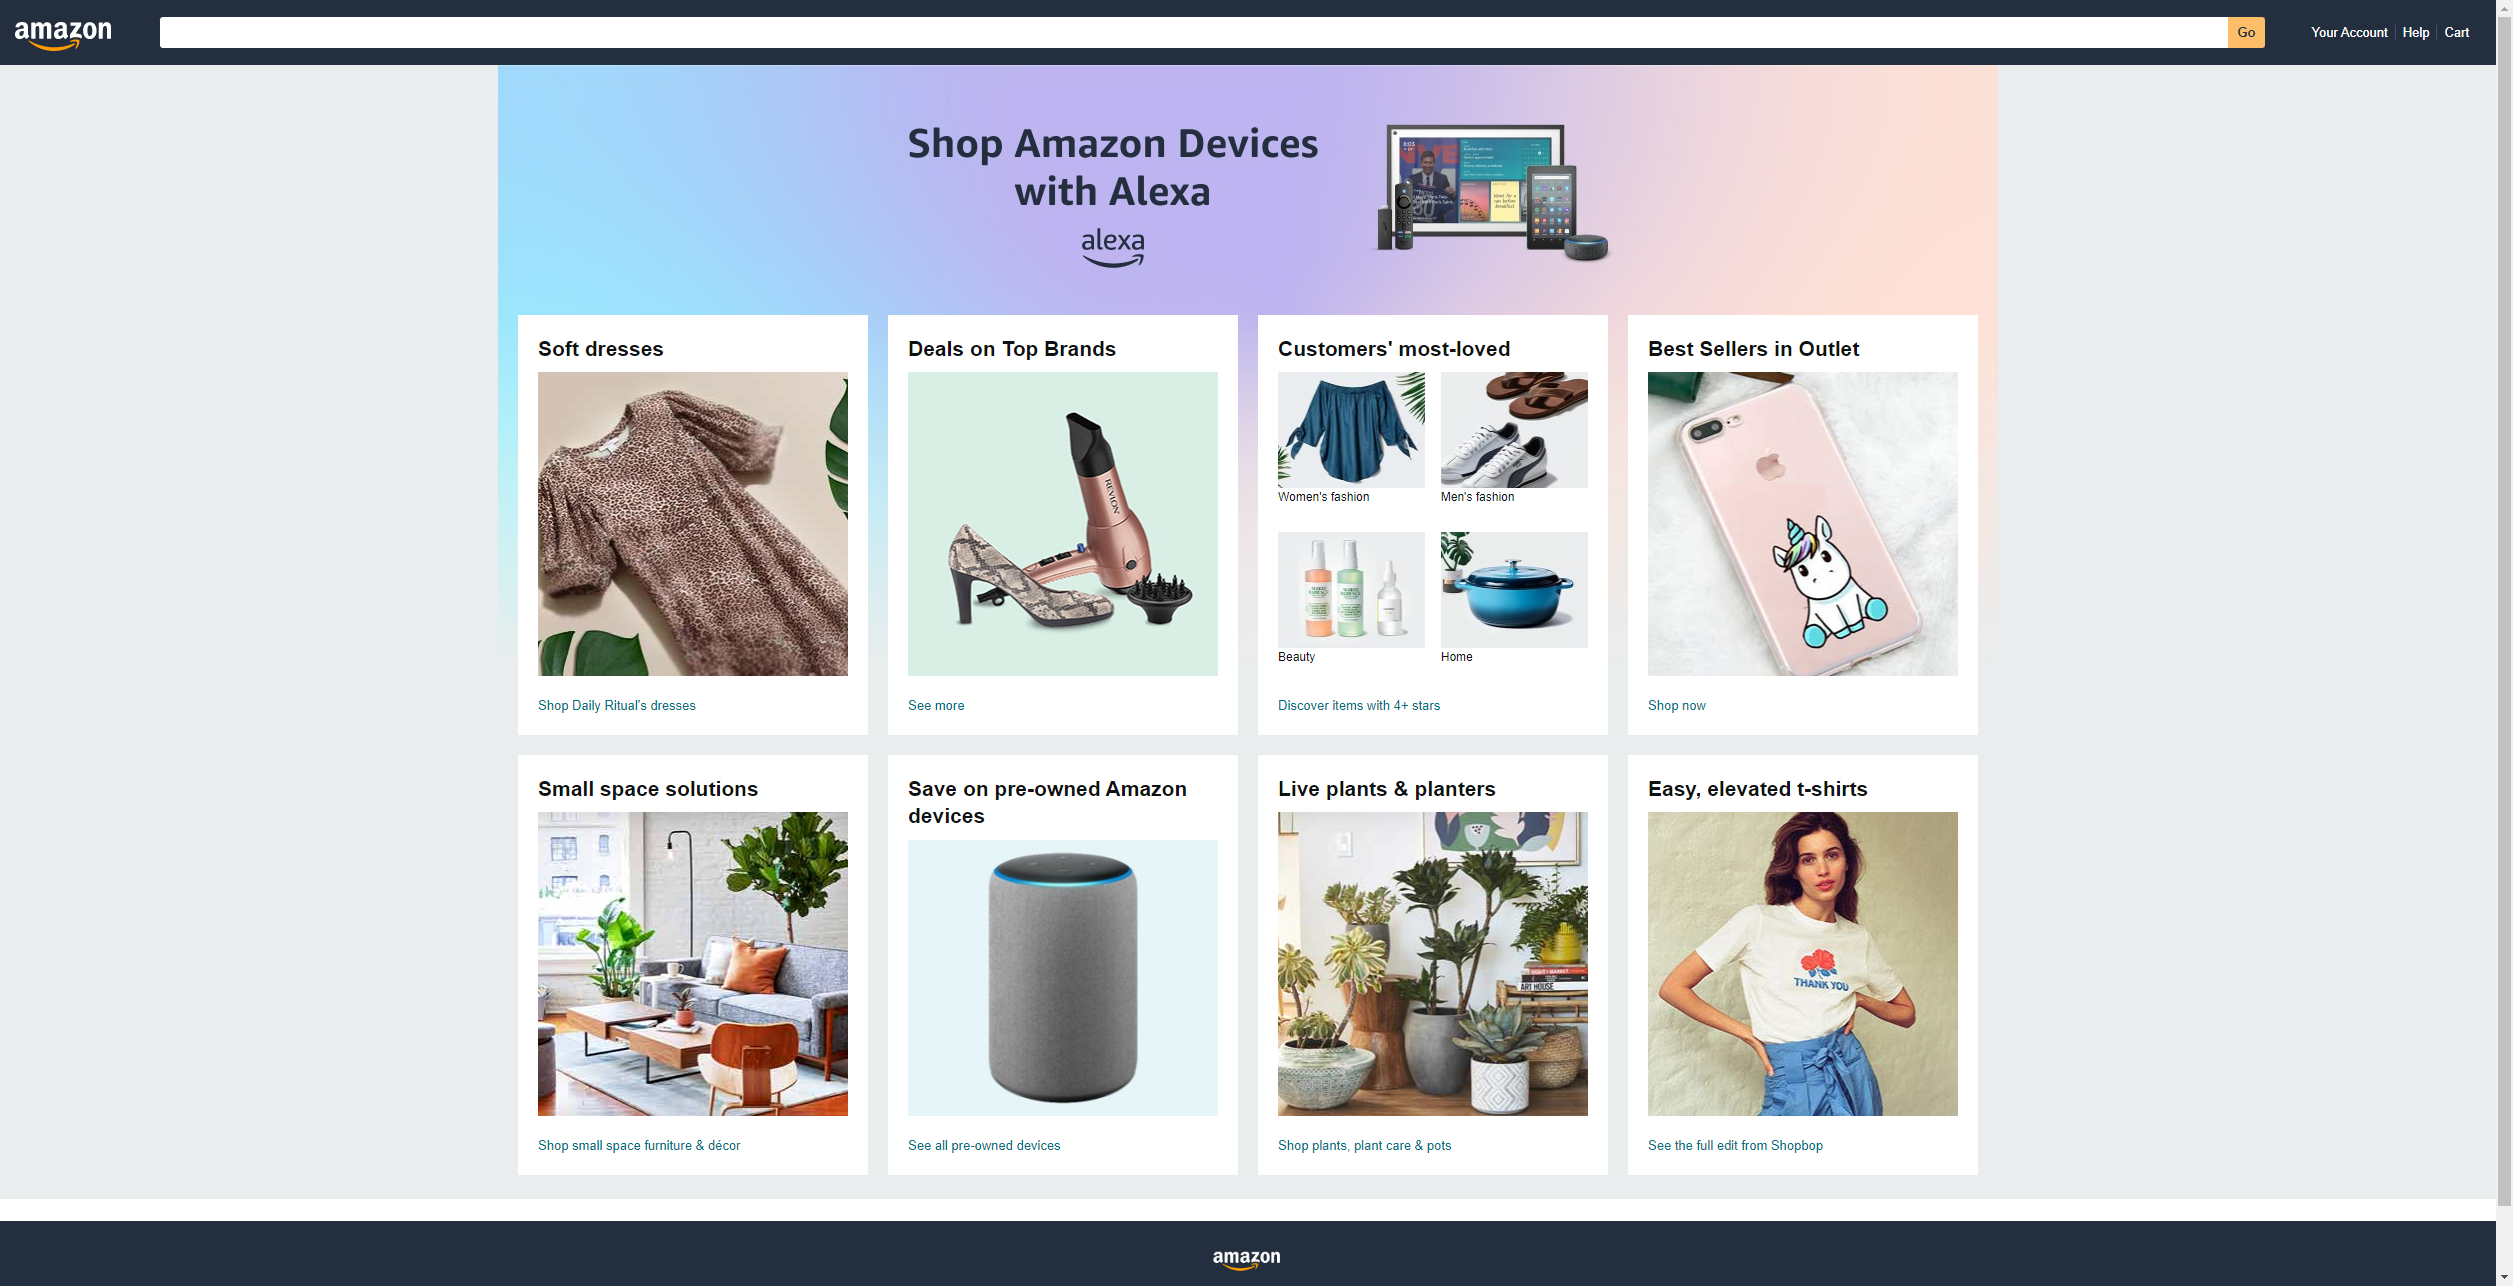 amazon
Go
Your Account
Help
Cart
Shop Amazon Devices
with Alexa
alexa
Soft dresses
Shop Daily Ritual's dresses
Deals on Top Brands
REVLON
See more
Customers' most-loved
Women's fashion
Men's fashion
Beauty
Home
Discover items with 4+ stars
Best Sellers in Outlet
Shop now
Small space solutions
Shop small space furniture & décor
Save on pre-owned Amazon
devices
See all pre-owned devices
Live plants & planters
ART HOUSE
Shop plants, plant care & pots
Easy, elevated t-shirts
THANK YOU
See the full edit from Shopbop
amazon